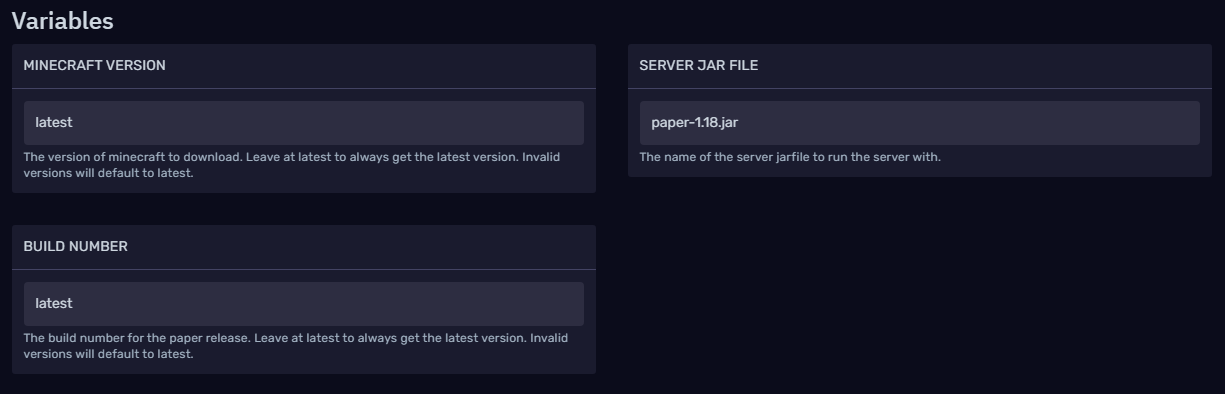 Variables
MINECRAFT VERSION
latest
The version of minecraft to download. Leave at latest to always get the latest version. Invalid
versions will default to latest.
SERVER JAR FILE
paper-1.18.jar
The name of the server jarfile to run the server with.
BUILD NUMBER
latest
The build number for the paper release. Leave at latest to always get the latest version. Invalid
versions will default to latest.